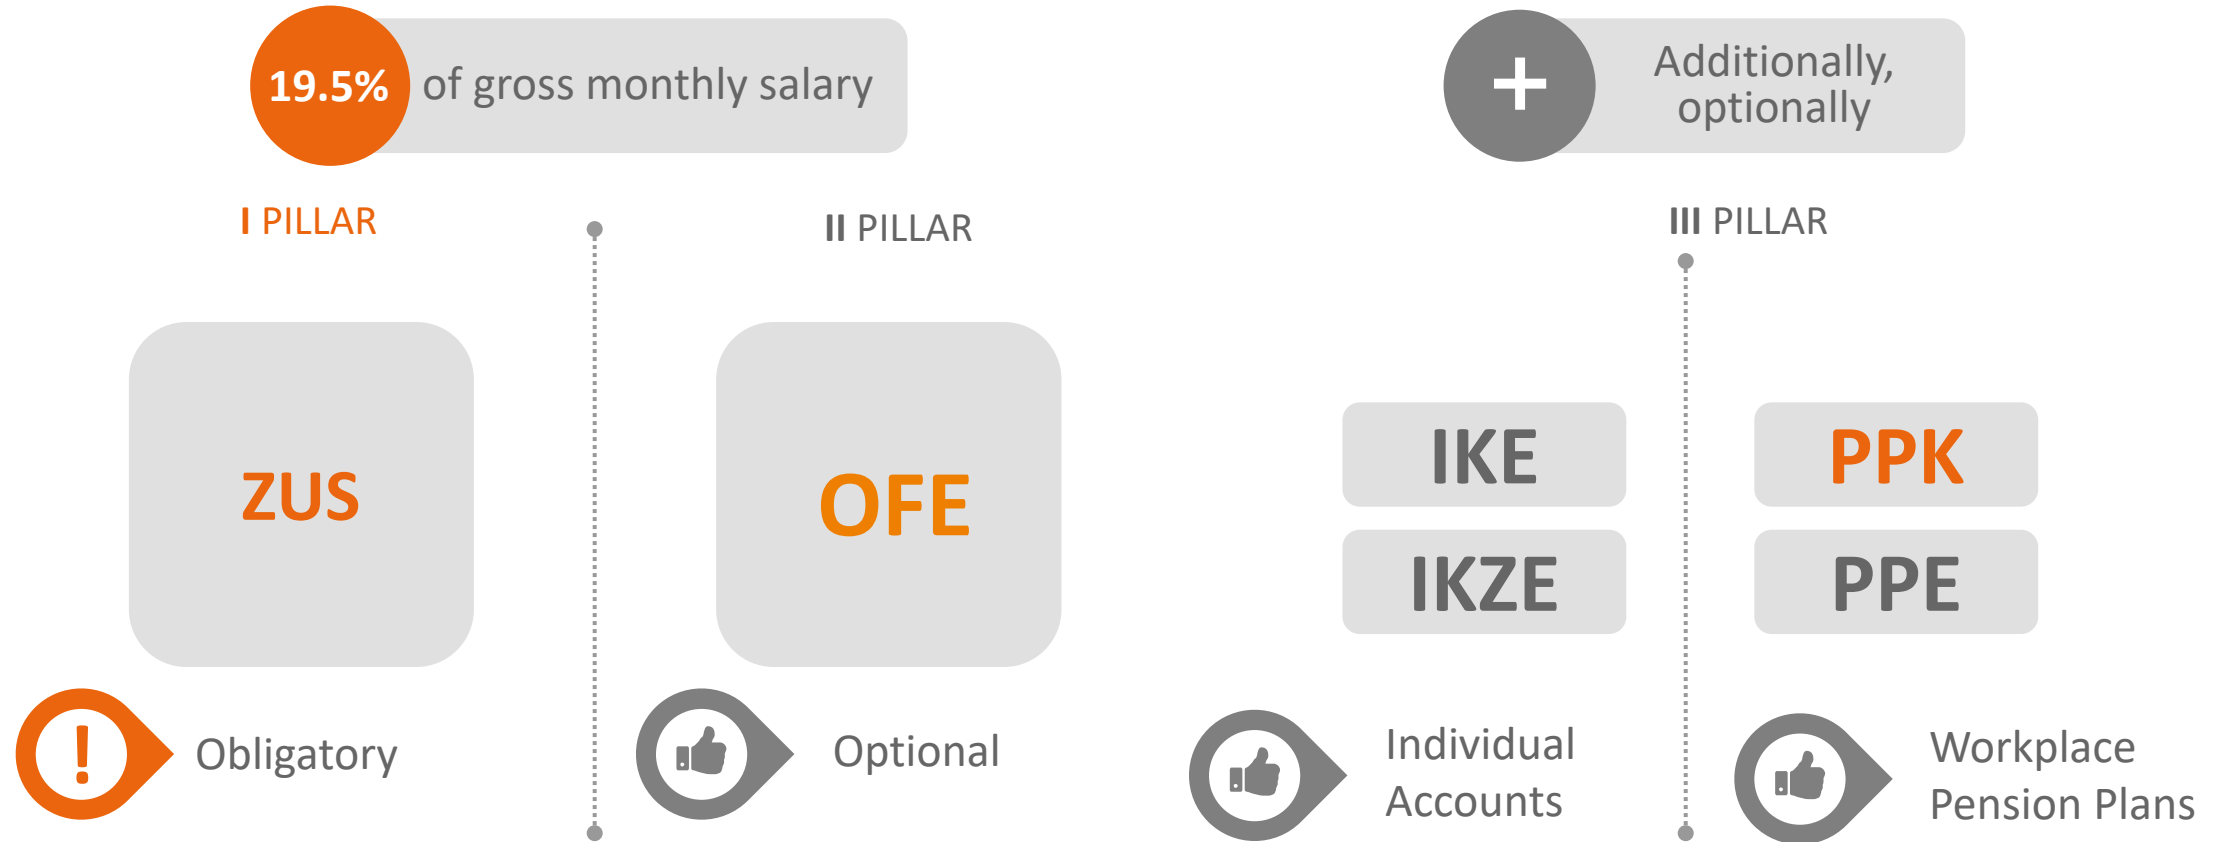 19.5% of gross monthly salary
+ Additionally,
optionally
I PILLAR
II PILLAR
III PILLAR
ZUS
OFE
IKE
PPK
IKZE
PPE
! Obligatory
Optional
Individual
Accounts
Workplace
Pension Plans